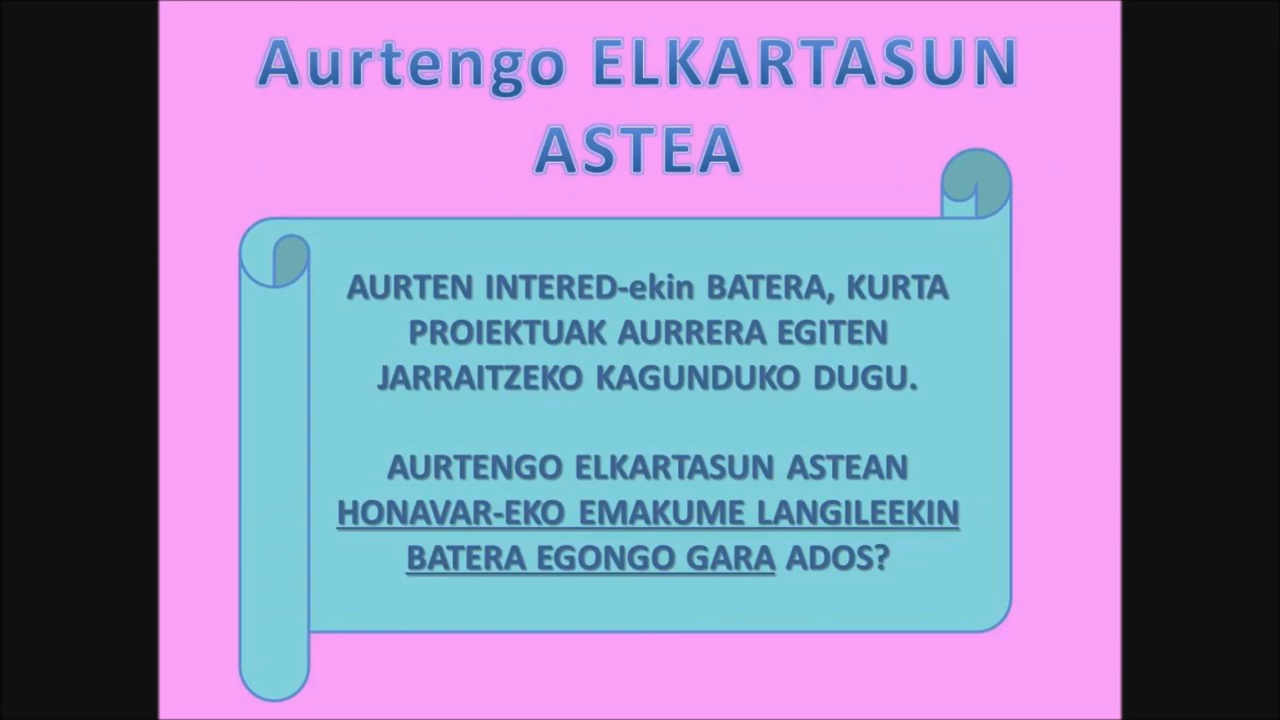 Aurtengo ELKARTASUN
ASTEA
AURTEN INTERED-ekin BATERA, KURTA
PROIEKTUAK AURRERA EGITEN
JARRAITZEKO KAGUNDUKO DUGU.
AURTENGO ELKARTASUN ASTEAN
HONAVAR-EKO EMAKUME LANGILEEKIN
BATERA EGONGO GARA ADOS?